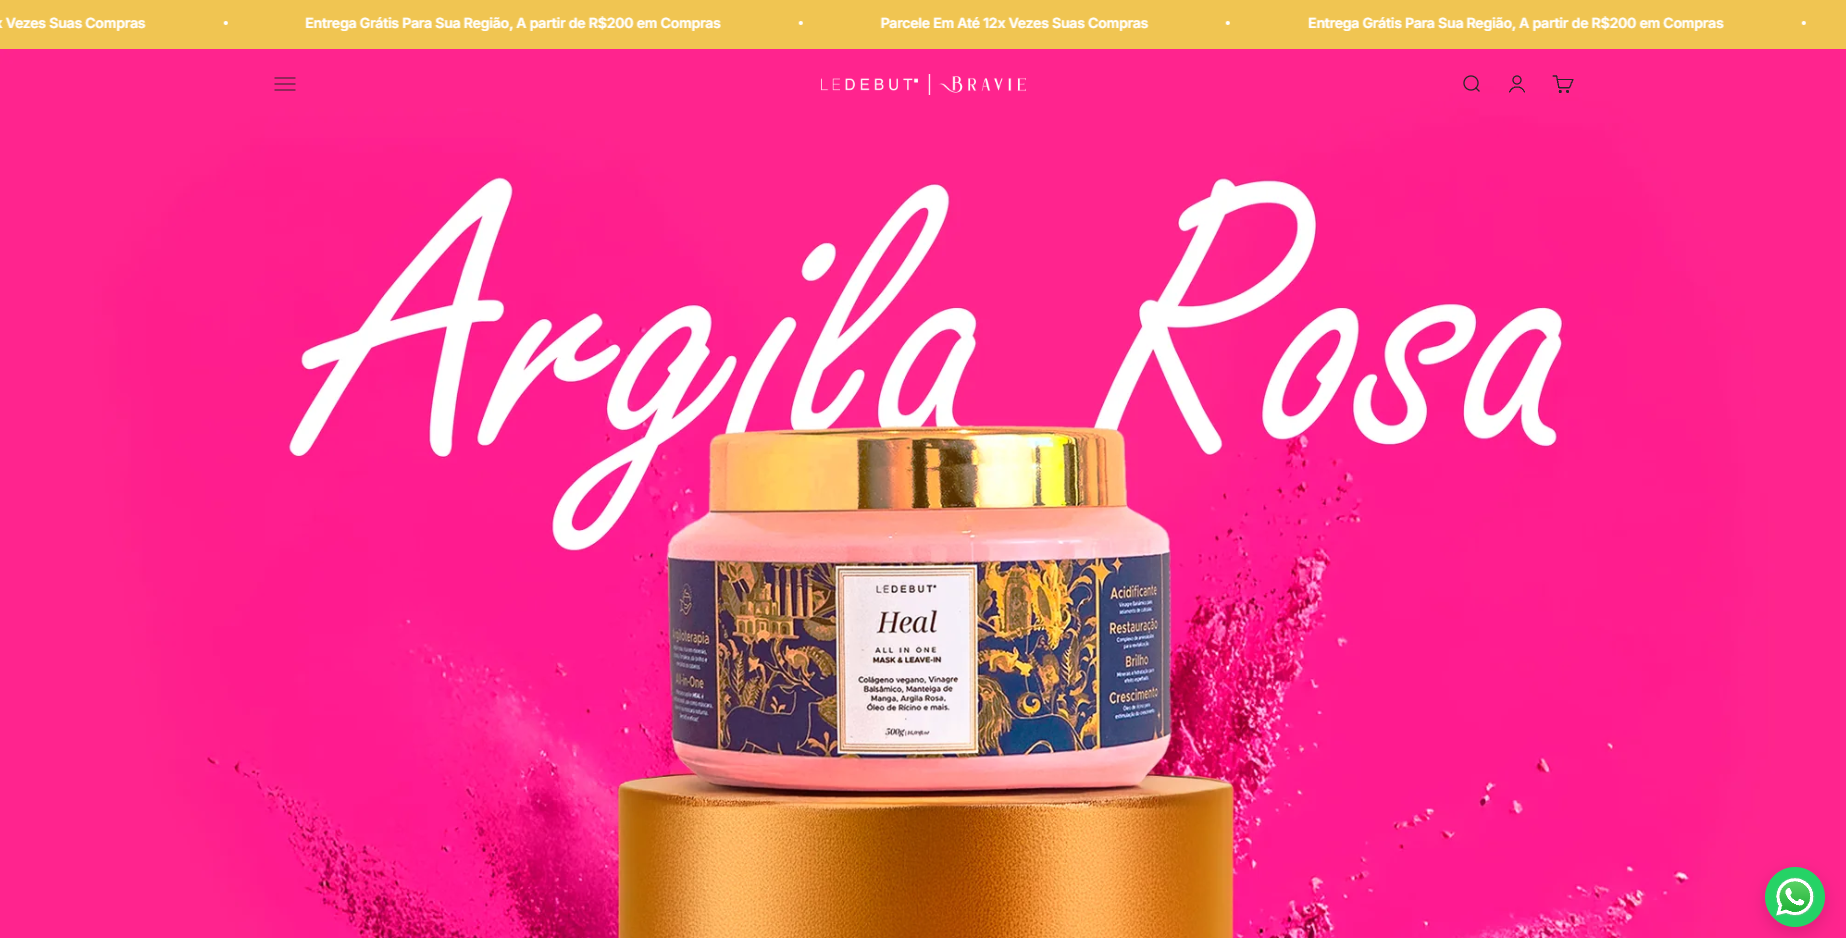 Vezes Suas Compras • Entrega Grátis Para Sua Região, A partir de R$200 em Compras • Parcele Em Até 12x Vezes Suas Compras • Entrega Grátis Para Sua Região, A partir de R$200 em Compras •
LEDEBUT | BRAVIE
Argila Rosa
LEDEBUT
Heal
ALL IN ONE
MASK & LEAVE-IN
Colágeno vegano, Vinagre
Balsâmico, Manteiga de
Manga, Argila Rosa,
Óleo de Rícino e mais.
500g
Argiloterapia
All-in-One
Acidificante
Restauração
Brilho
Crescimento